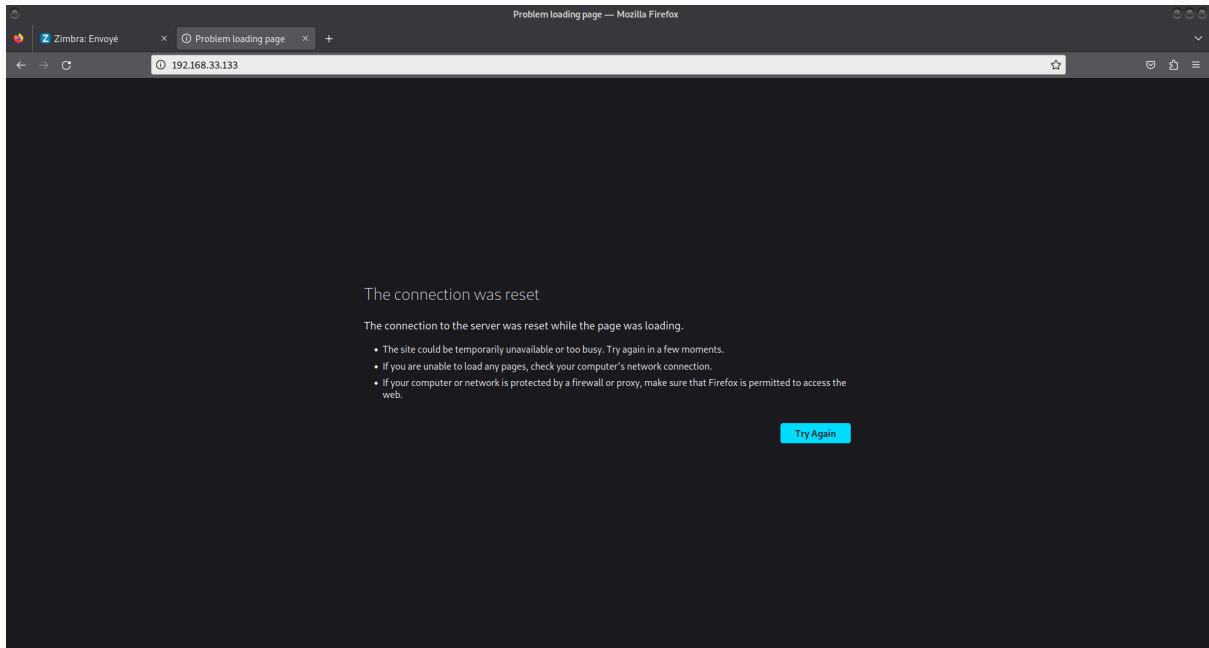 Problem loading page — Mozilla Firefox
Zimbra: Envoyé
Problem loading page
192.168.33.133
The connection was reset
The connection to the server was reset while the page was loading.
• The site could be temporarily unavailable or too busy. Try again in a few moments.
• If you are unable to load any pages, check your computer’s network connection.
• If your computer or network is protected by a firewall or proxy, make sure that Firefox is permitted to access the
web.
Try Again